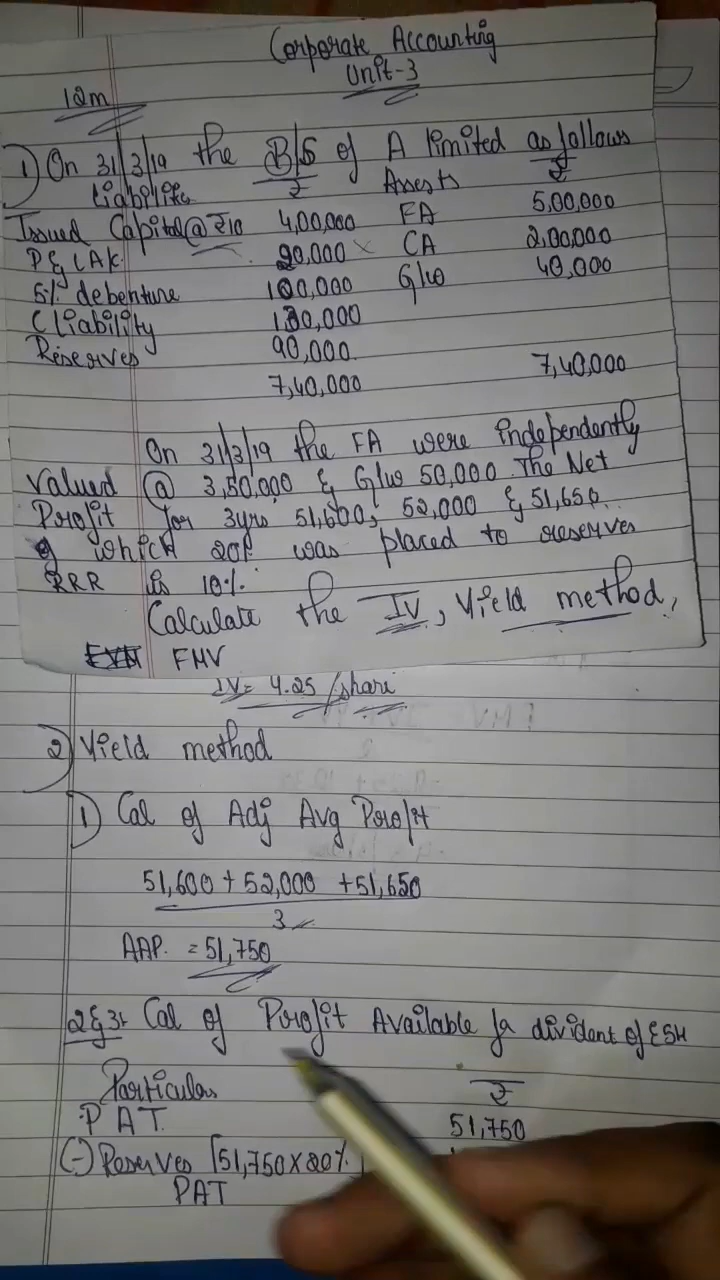 Corporate Accounting
Unit-3
12m
1) On 31/3/19 the B/S of A limited as follows
Liabilities ₹ Assests ₹
Issued Capital @ ₹10 4,00,000 FA 5,00,000
P & L A/c 20,000 CA 2,00,000
5% debenture 100,000 G/w 40,000
C liability 130,000
Reserves 90,000
7,40,000 7,40,000
On 31/3/19 the FA were independently
valued @ 3,50,000 & G/w 50,000 The Net
Profit for 3yrs 51,600, 52,000 & 51,650
of which 20% was placed to reserves
RRR is 10%.
Calculate the IV, Yield method,
FMV
IV = 4.25 /share
2) Yield method
1) Cal of Adj Avg Profit
51,600 + 52,000 + 51,650
3
AAP. = 51,750
2 & 3 Cal of Profit Available for divident of ESH
Particulars ₹
PAT 51,750
(-) Reserves [51,750 x 20%
PAT